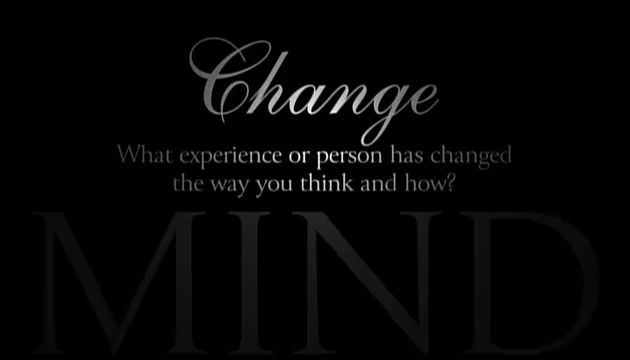 Change
What experience or person has changed
the way you think and how?
MIND